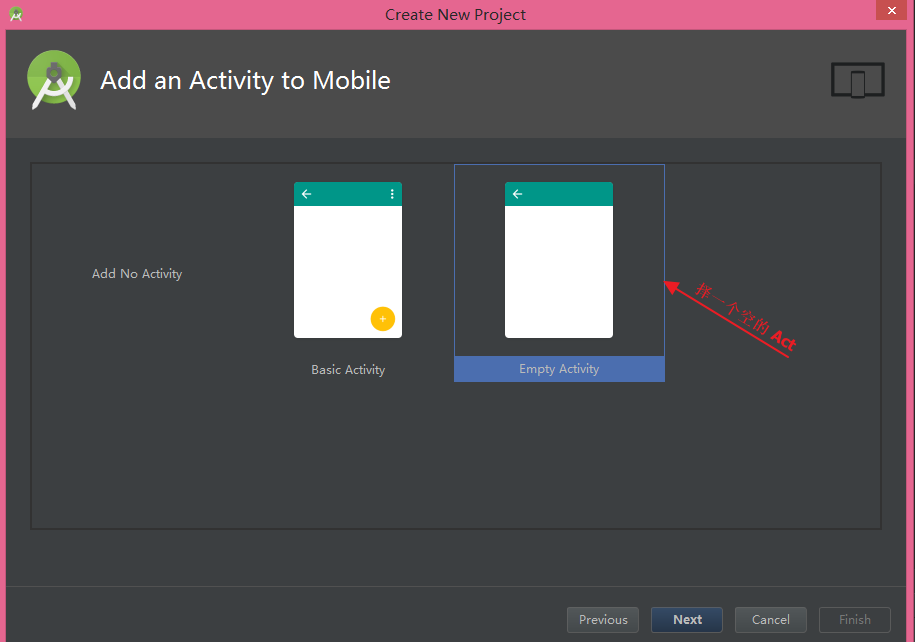 Create New Project
Add an Activity to Mobile
Add No Activity
Basic Activity
Empty Activity
择一个空的 Act
Previous
Next
Cancel
Finish